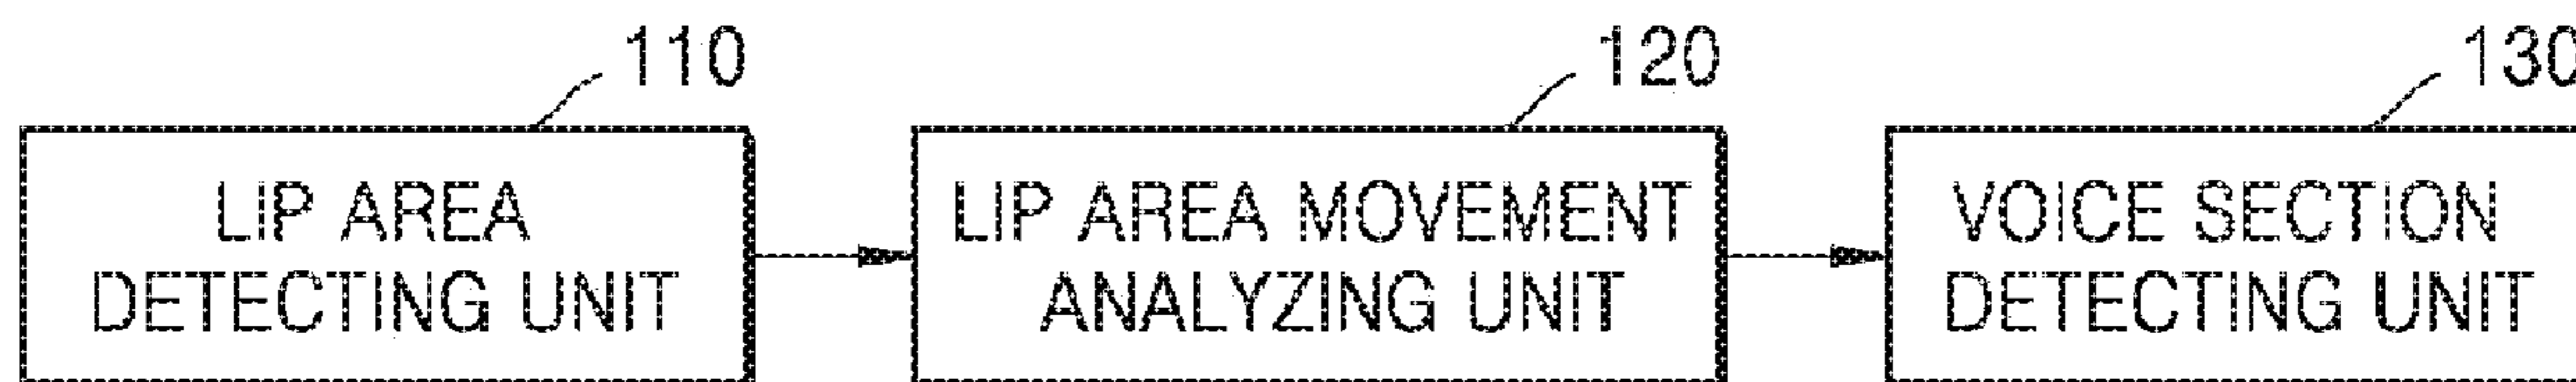 110
120
130
LIP AREA
DETECTING UNIT
LIP AREA MOVEMENT
ANALYZING UNIT
VOICE SECTION
DETECTING UNIT